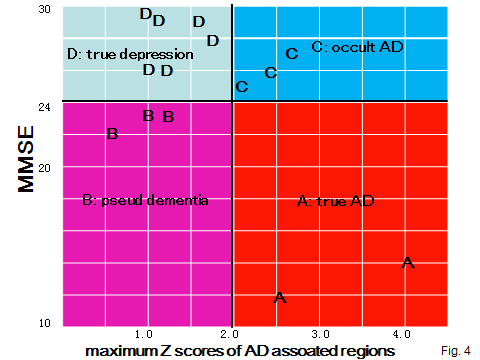 30
D
D
D
D
D: true depression
C: occult AD
C
D D
C
C
24
B B
B
MMSE
20
B: pseud dementia
A: true AD
A
A
10
1.0 2.0 3.0 4.0
maximum Z scores of AD assoated regions
Fig. 4